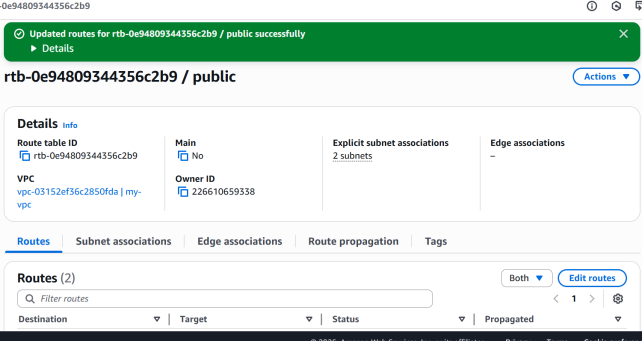 -0e94809344356c2b9
Updated routes for rtb-0e94809344356c2b9 / public successfully
Details
rtb-0e94809344356c2b9 / public
Actions
Details Info
Route table ID
rtb-0e94809344356c2b9
Main
No
Explicit subnet associations
2 subnets
Edge associations
–
VPC
vpc-03152ef36c2850fda | my-
vpc
Owner ID
226610659338
Routes
Subnet associations
Edge associations
Route propagation
Tags
Routes (2)
Both
Edit routes
Filter routes
1
Destination
Target
Status
Propagated